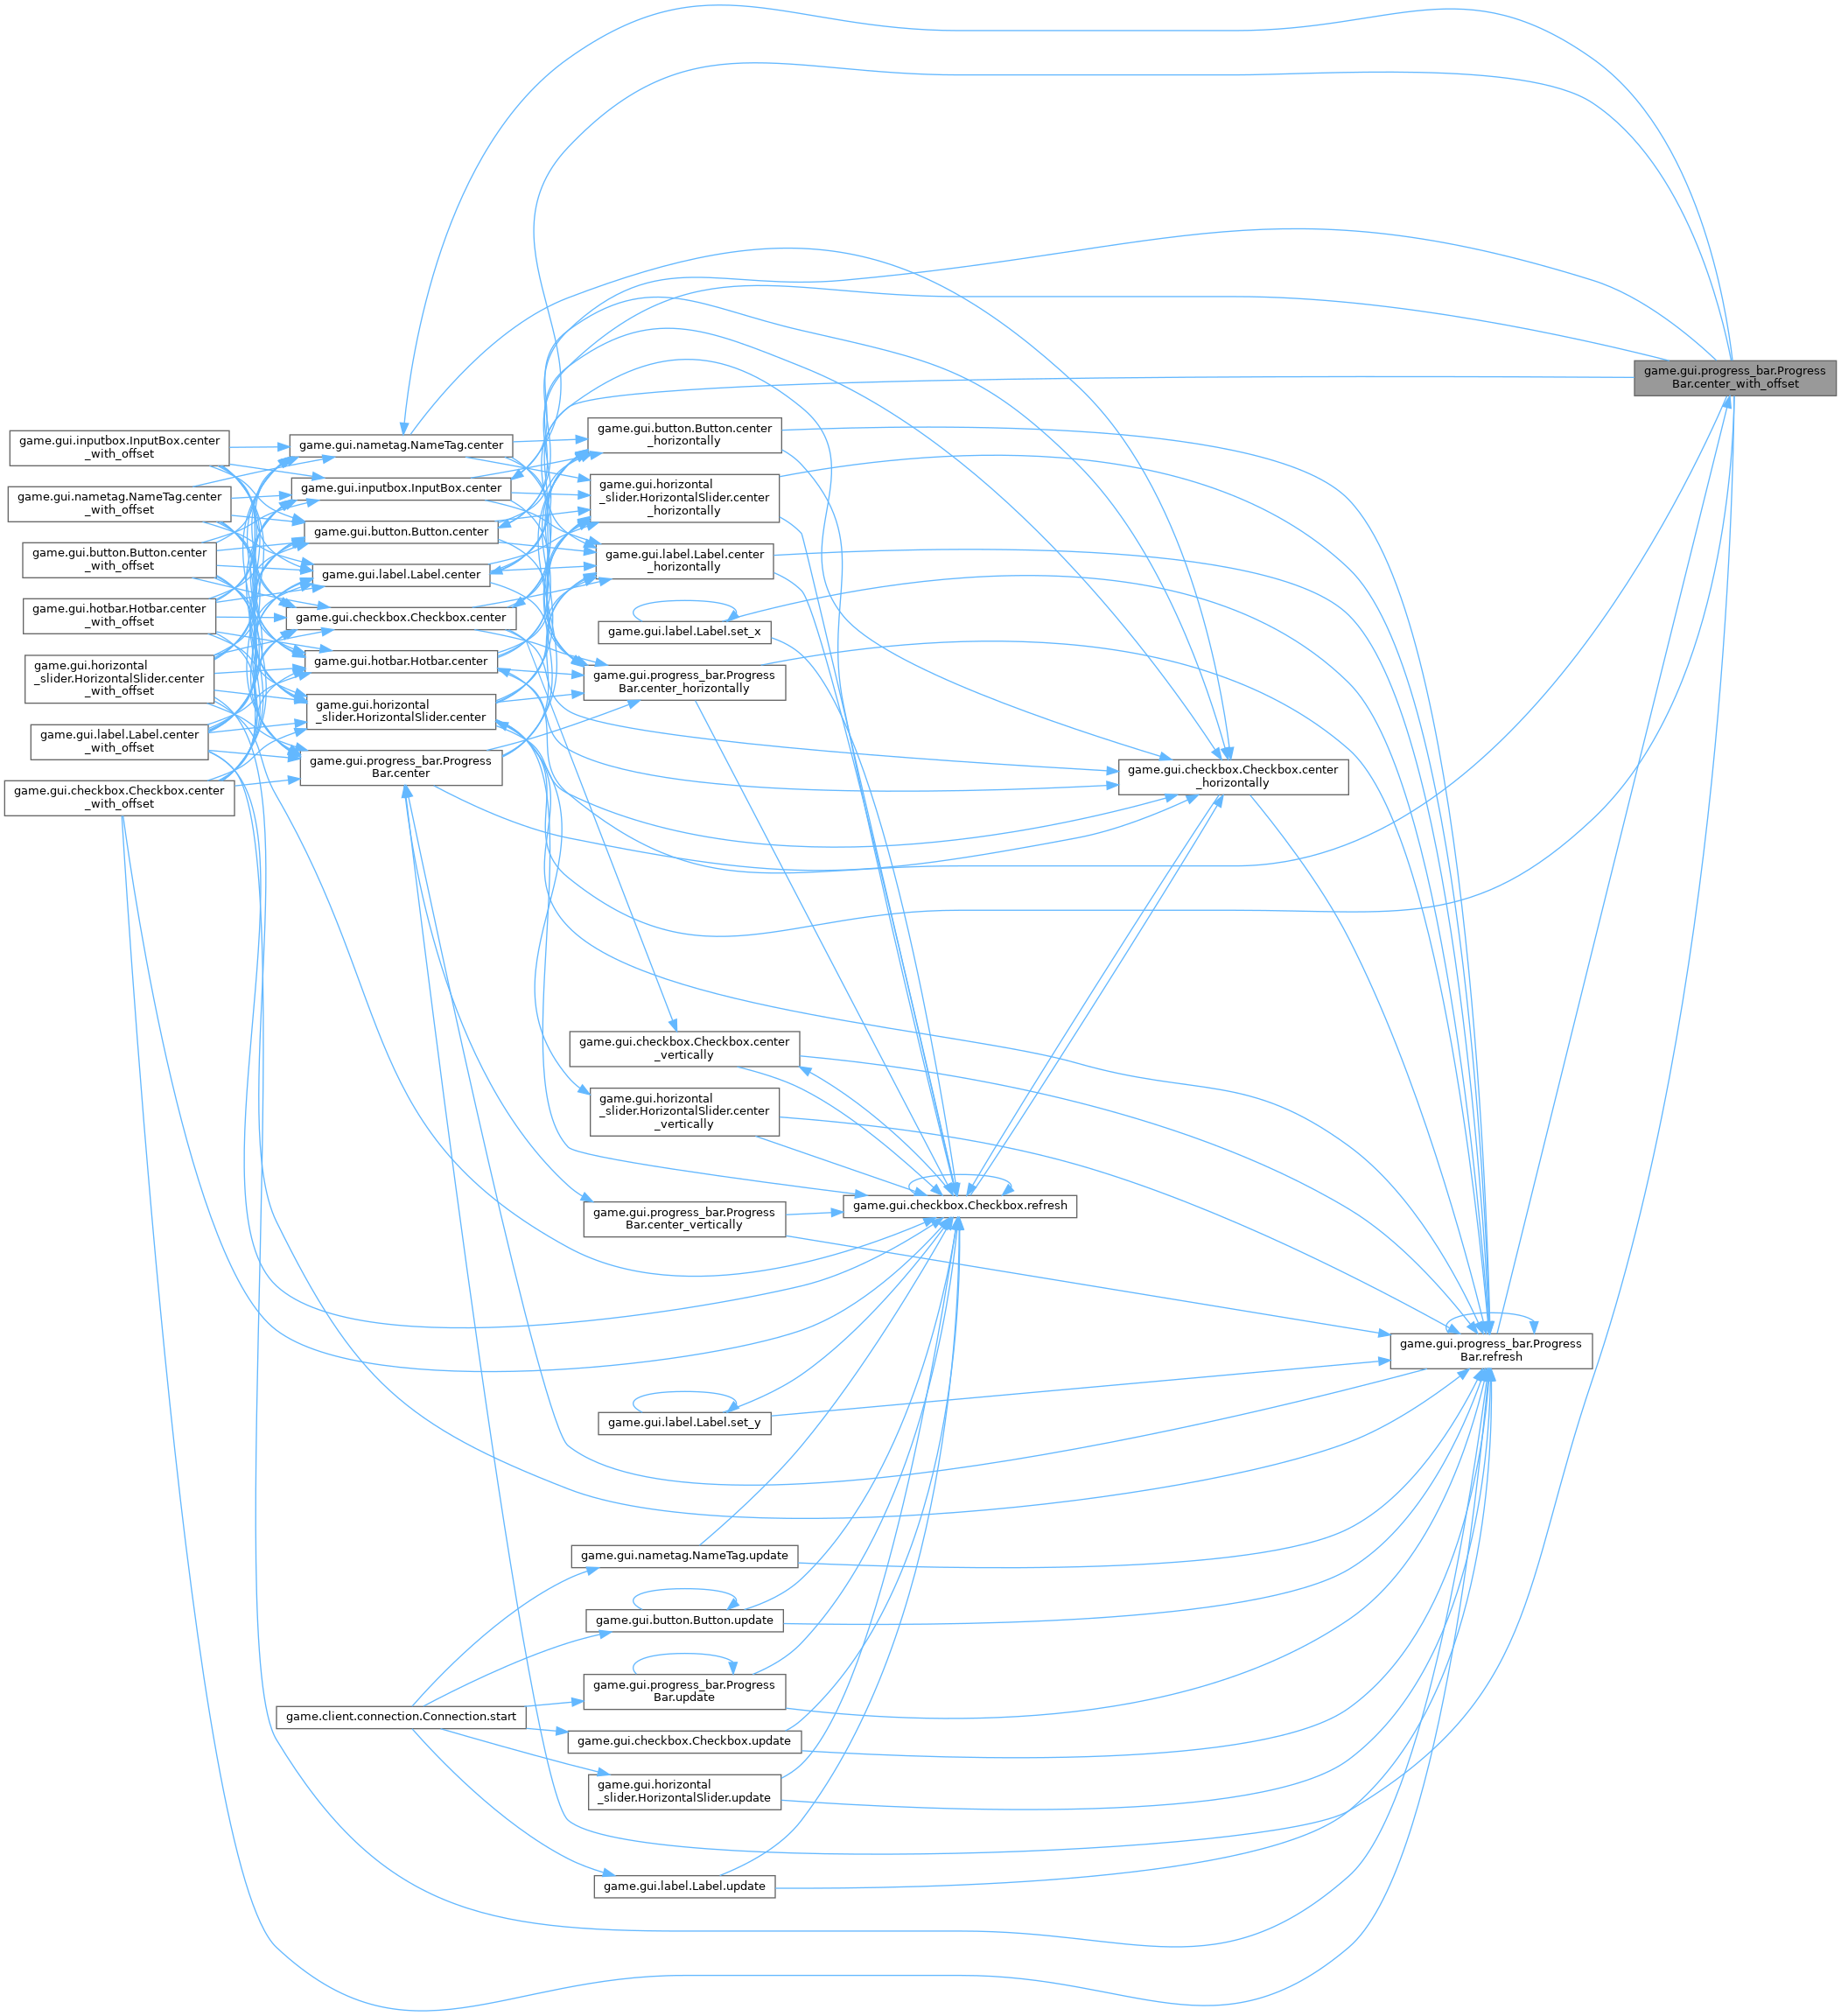 game.gui.progress_bar.Progress
Bar.center_with_offset
game.gui.inputbox.InputBox.center
_with_offset
game.gui.nametag.NameTag.center
_with_offset
game.gui.button.Button.center
_with_offset
game.gui.hotbar.Hotbar.center
_with_offset
game.gui.horizontal
_slider.HorizontalSlider.center
_with_offset
game.gui.label.Label.center
_with_offset
game.gui.checkbox.Checkbox.center
_with_offset
game.gui.nametag.NameTag.center
game.gui.inputbox.InputBox.center
game.gui.button.Button.center
game.gui.label.Label.center
game.gui.checkbox.Checkbox.center
game.gui.hotbar.Hotbar.center
game.gui.horizontal
_slider.HorizontalSlider.center
game.gui.progress_bar.Progress
Bar.center
game.gui.button.Button.center
_horizontally
game.gui.horizontal
_slider.HorizontalSlider.center
_horizontally
game.gui.label.Label.center
_horizontally
game.gui.label.Label.set_x
game.gui.progress_bar.Progress
Bar.center_horizontally
game.gui.checkbox.Checkbox.center
_horizontally
game.gui.checkbox.Checkbox.center
_vertically
game.gui.horizontal
_slider.HorizontalSlider.center
_vertically
game.gui.progress_bar.Progress
Bar.center_vertically
game.gui.checkbox.Checkbox.refresh
game.gui.progress_bar.Progress
Bar.refresh
game.gui.label.Label.set_y
game.gui.nametag.NameTag.update
game.gui.button.Button.update
game.gui.progress_bar.Progress
Bar.update
game.client.connection.Connection.start
game.gui.checkbox.Checkbox.update
game.gui.horizontal
_slider.HorizontalSlider.update
game.gui.label.Label.update